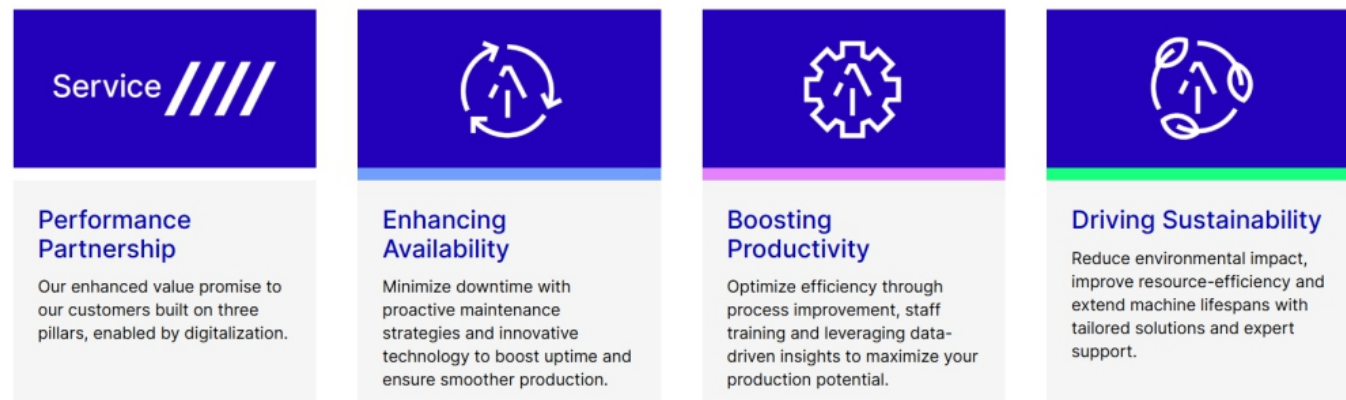 Service
Performance
Partnership
Our enhanced value promise to
our customers built on three
pillars, enabled by digitalization.
Enhancing
Availability
Minimize downtime with
proactive maintenance
strategies and innovative
technology to boost uptime and
ensure smoother production.
Boosting
Productivity
Optimize efficiency through
process improvement, staff
training and leveraging data-
driven insights to maximize your
production potential.
Driving Sustainability
Reduce environmental impact,
improve resource-efficiency and
extend machine lifespans with
tailored solutions and expert
support.